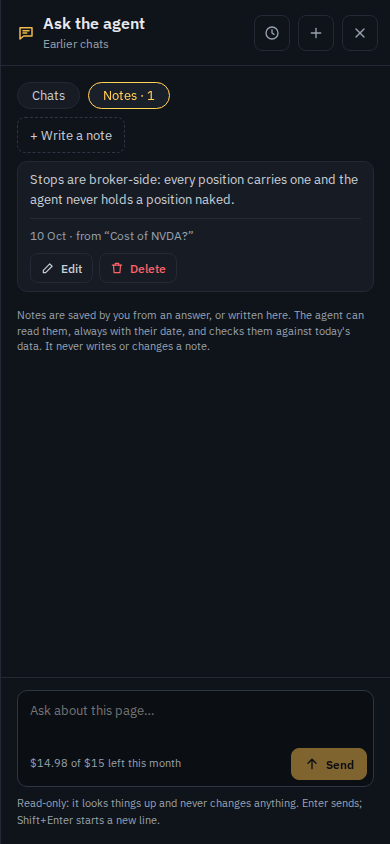 Ask the agent
Earlier chats
Chats
Notes · 1
+ Write a note
Stops are broker-side: every position carries one and the
agent never holds a position naked.
10 Oct · from “Cost of NVDA?”
Edit
Delete
Notes are saved by you from an answer, or written here. The agent can
read them, always with their date, and checks them against today's
data. It never writes or changes a note.
Ask about this page...
$14.98 of $15 left this month
Send
Read-only: it looks things up and never changes anything. Enter sends;
Shift+Enter starts a new line.